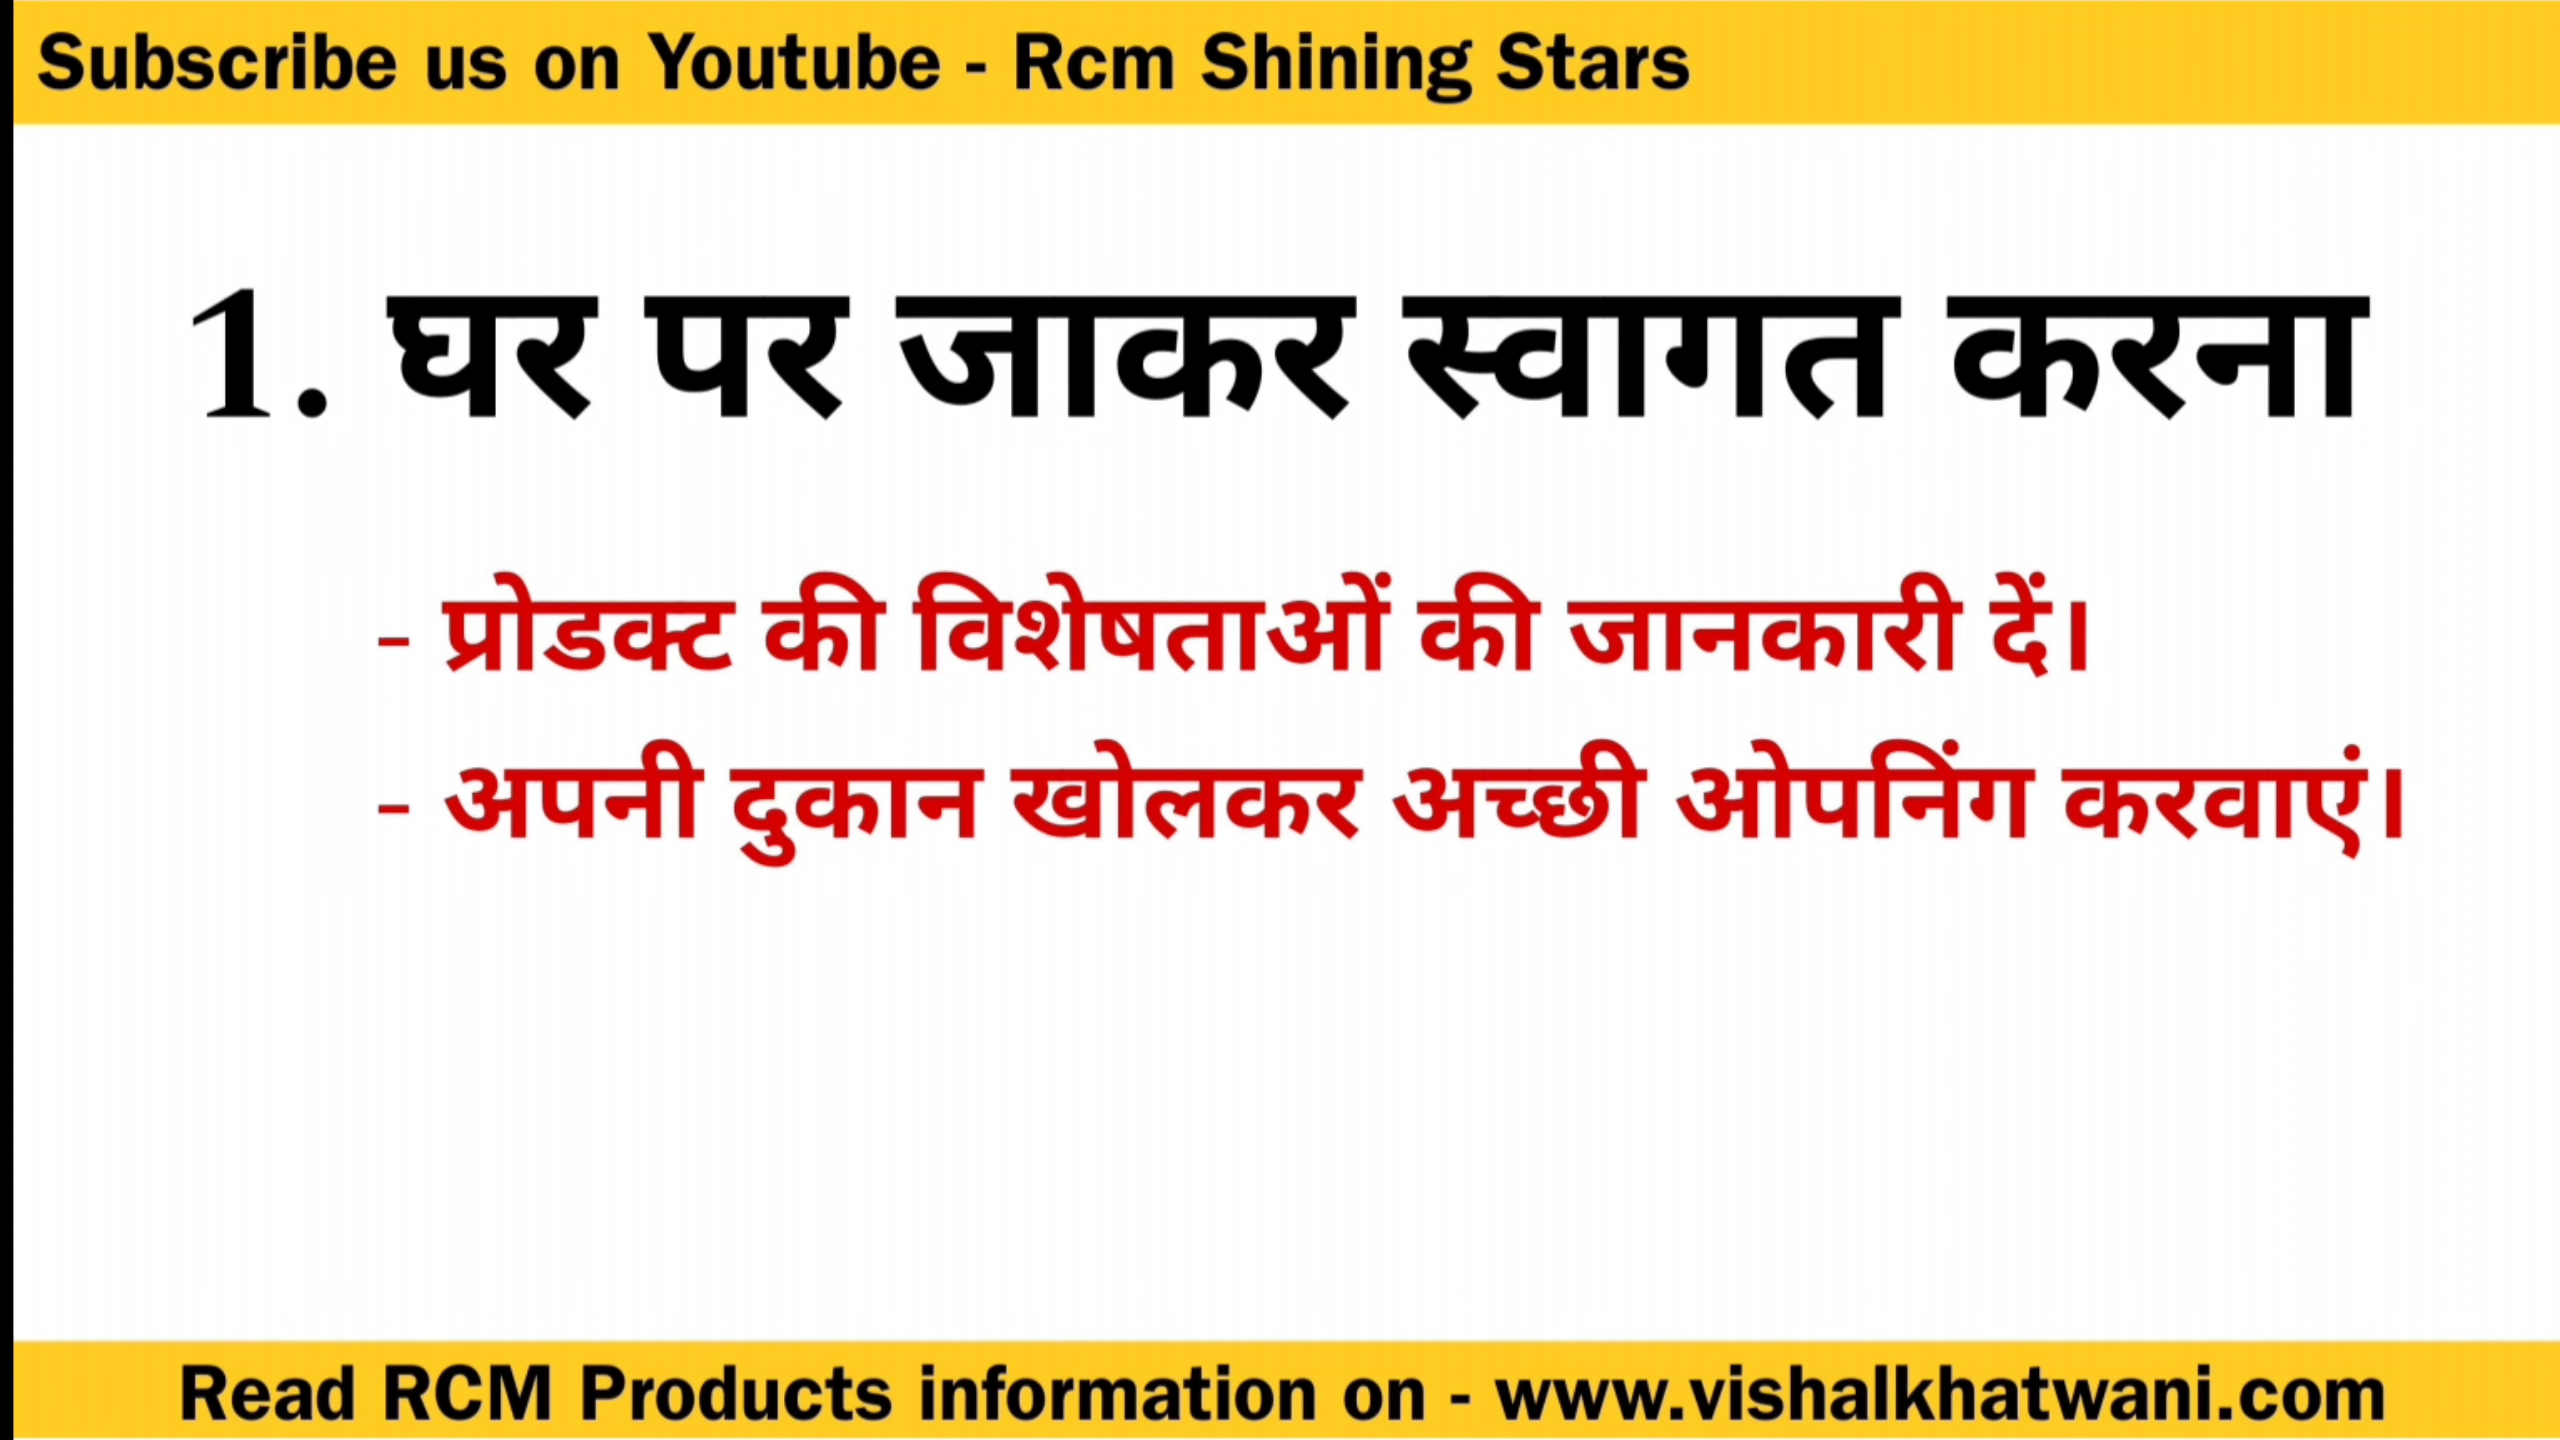 Subscribe us on Youtube - Rcm Shining Stars
1. घर पर जाकर स्वागत करना
- प्रोडक्ट की विशेषताओं की जानकारी दें।
- अपनी दुकान खोलकर अच्छी ओपनिंग करवाएं।
Read RCM Products information on - www.vishalkhatwani.com